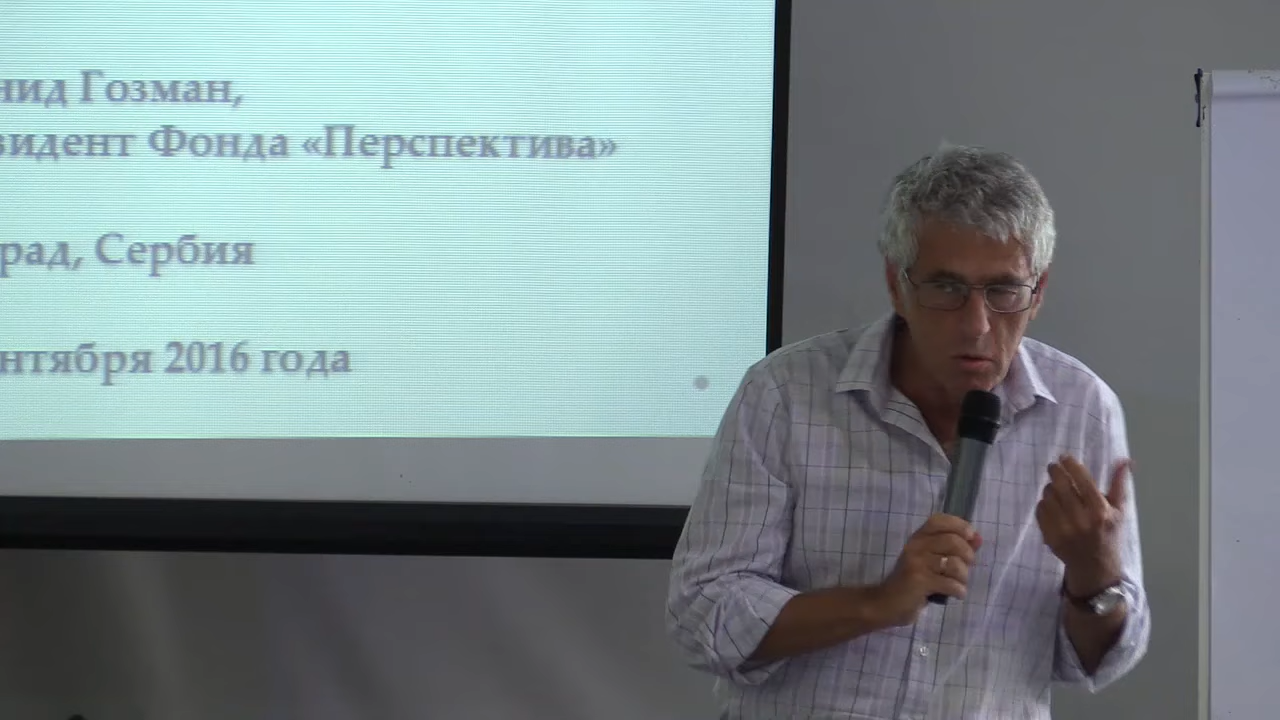 нид Гозман,
зидент Фонда «Перспектива»
рад, Сербия
нтября 2016 года